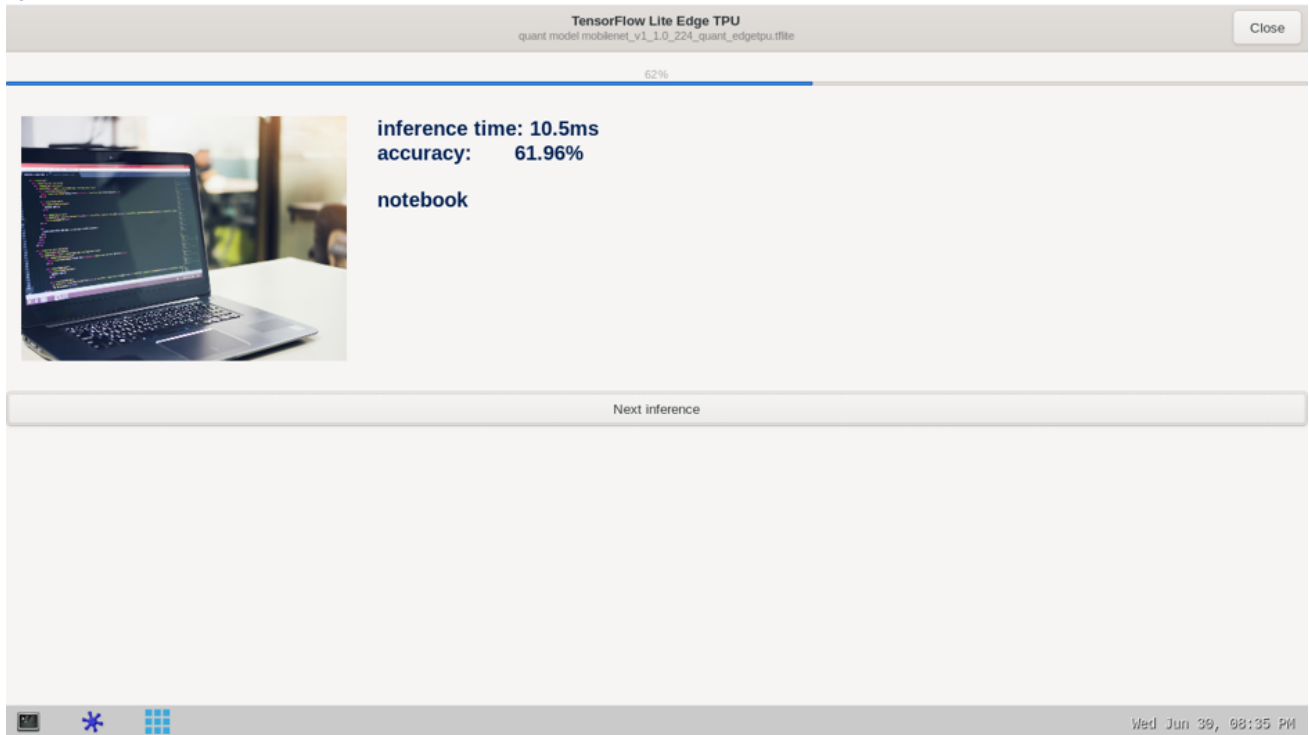 TensorFlow Lite Edge TPU
quant model mobilenet_v1_1.0_224_quant_edgetpu.tflite
Close
62%
inference time: 10.5ms
accuracy: 61.96%
notebook
Next inference
Wed Jun 30, 08:35 PM